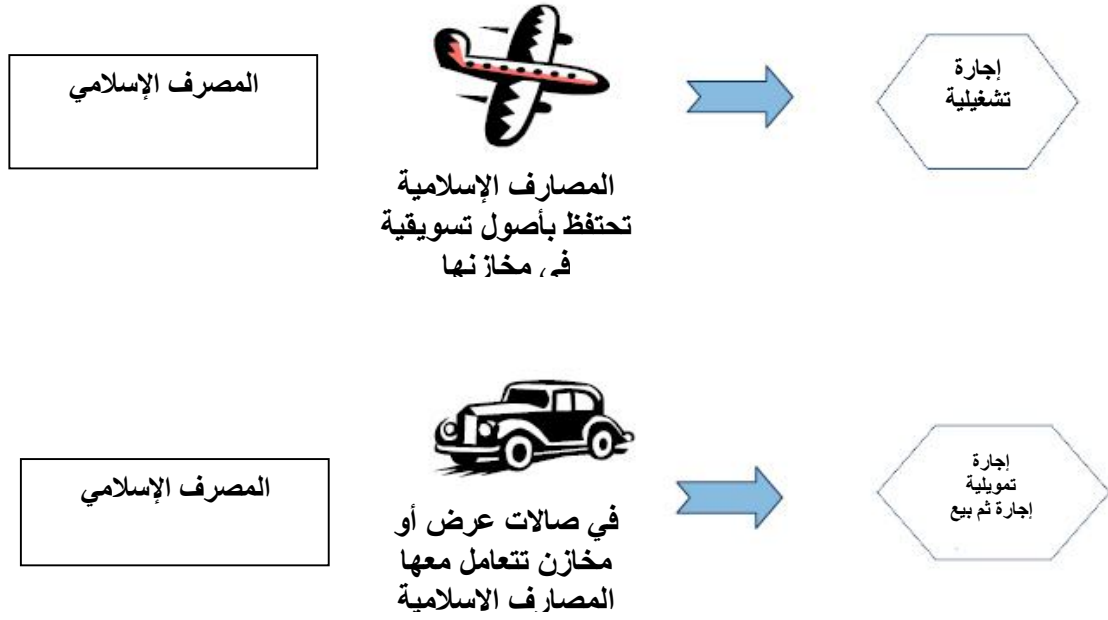 المصرف الإسلامي
المصارف الإسلامية
تحتفظ بأصول تسويقية
في مخازنها
إجارة
تشغيلية
المصرف الإسلامي
في صالات عرض أو
مخازن تتعامل معها
المصارف الاسلامية
إجارة
تمويلية
إجارة ثم بيع